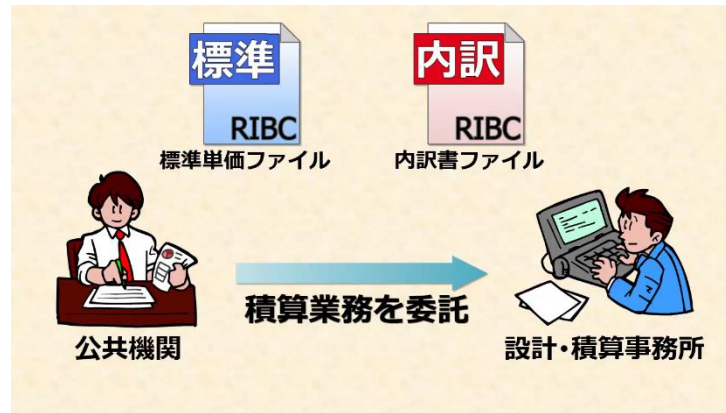 標準
RIBC
標準単価ファイル
内訳
RIBC
内訳書ファイル
積算業務を委託
公共機関
設計・積算事務所